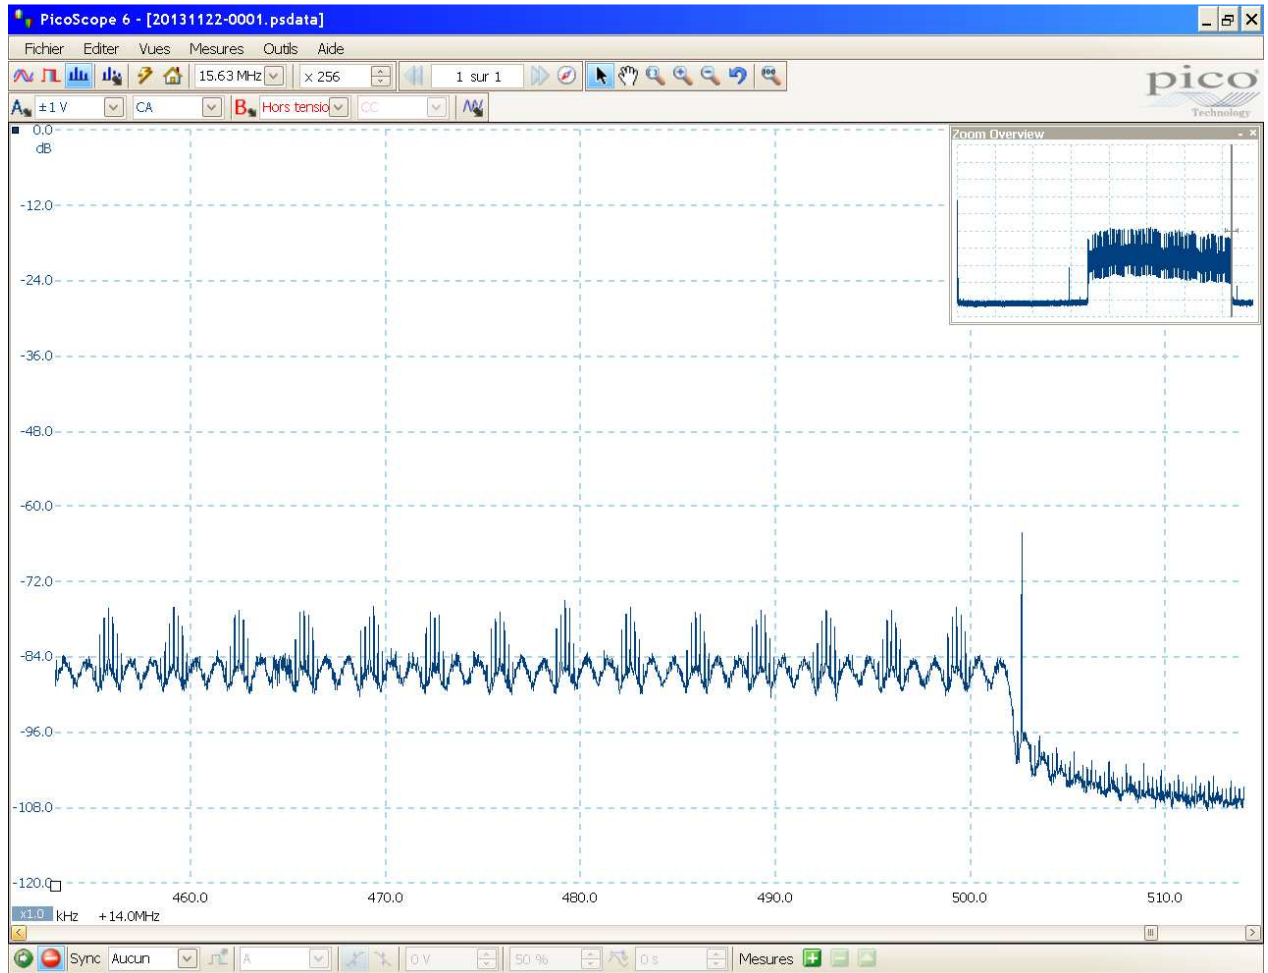 PicoScope 6 - [20131122-0001.psdata]
Fichier Editer Vues Mesures Outils Aide
15.63 MHz x 256 1 sur 1
pico
Technology
A ±1 V CA B Hors tensio CC
0.0
dB
-12.0
-24.0
-36.0
-48.0
-60.0
-72.0
-84.0
-96.0
-108.0
-120.0
Zoom Overview
460.0 470.0 480.0 490.0 500.0 510.0
x1.0 kHz +14.0MHz
Sync Aucun A 0 V 50 % 0 s Mesures